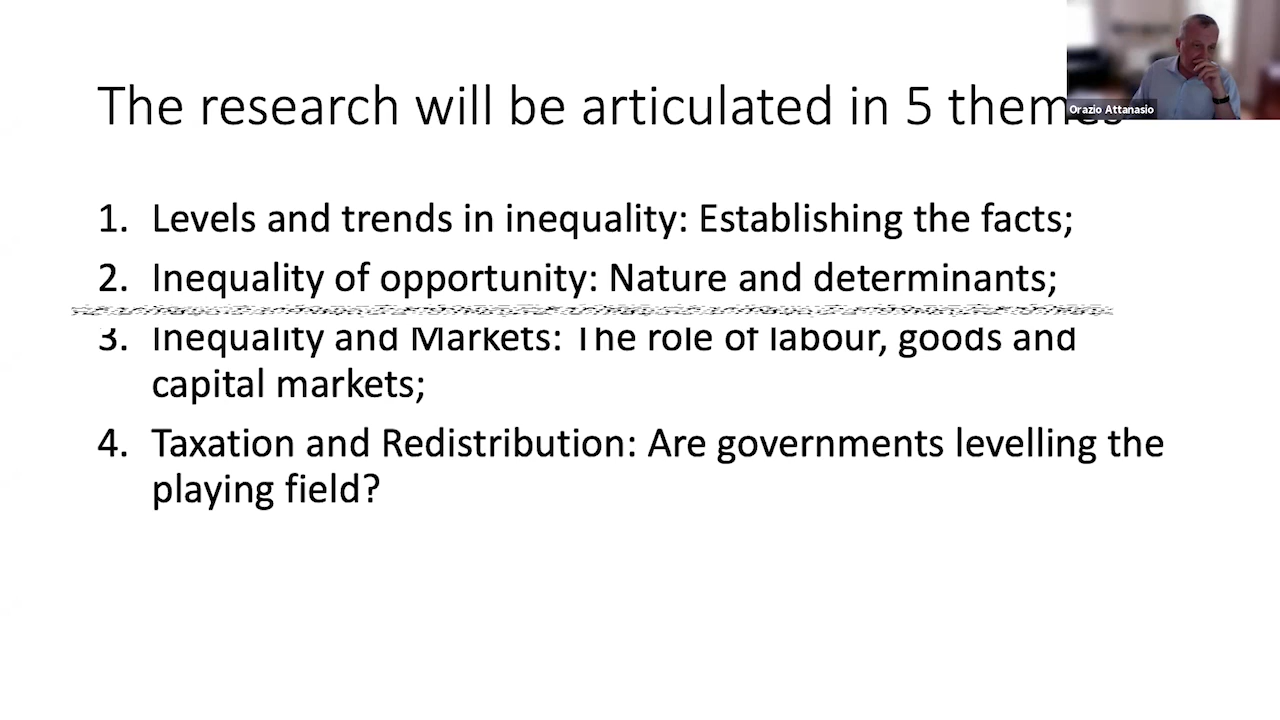 The research will be articulated in 5 themes
Orazio Attanasio
1. Levels and trends in inequality: Establishing the facts;
2. Inequality of opportunity: Nature and determinants;
3. Inequality and Markets: The role of labour, goods and
capital markets;
4. Taxation and Redistribution: Are governments levelling the
playing field?